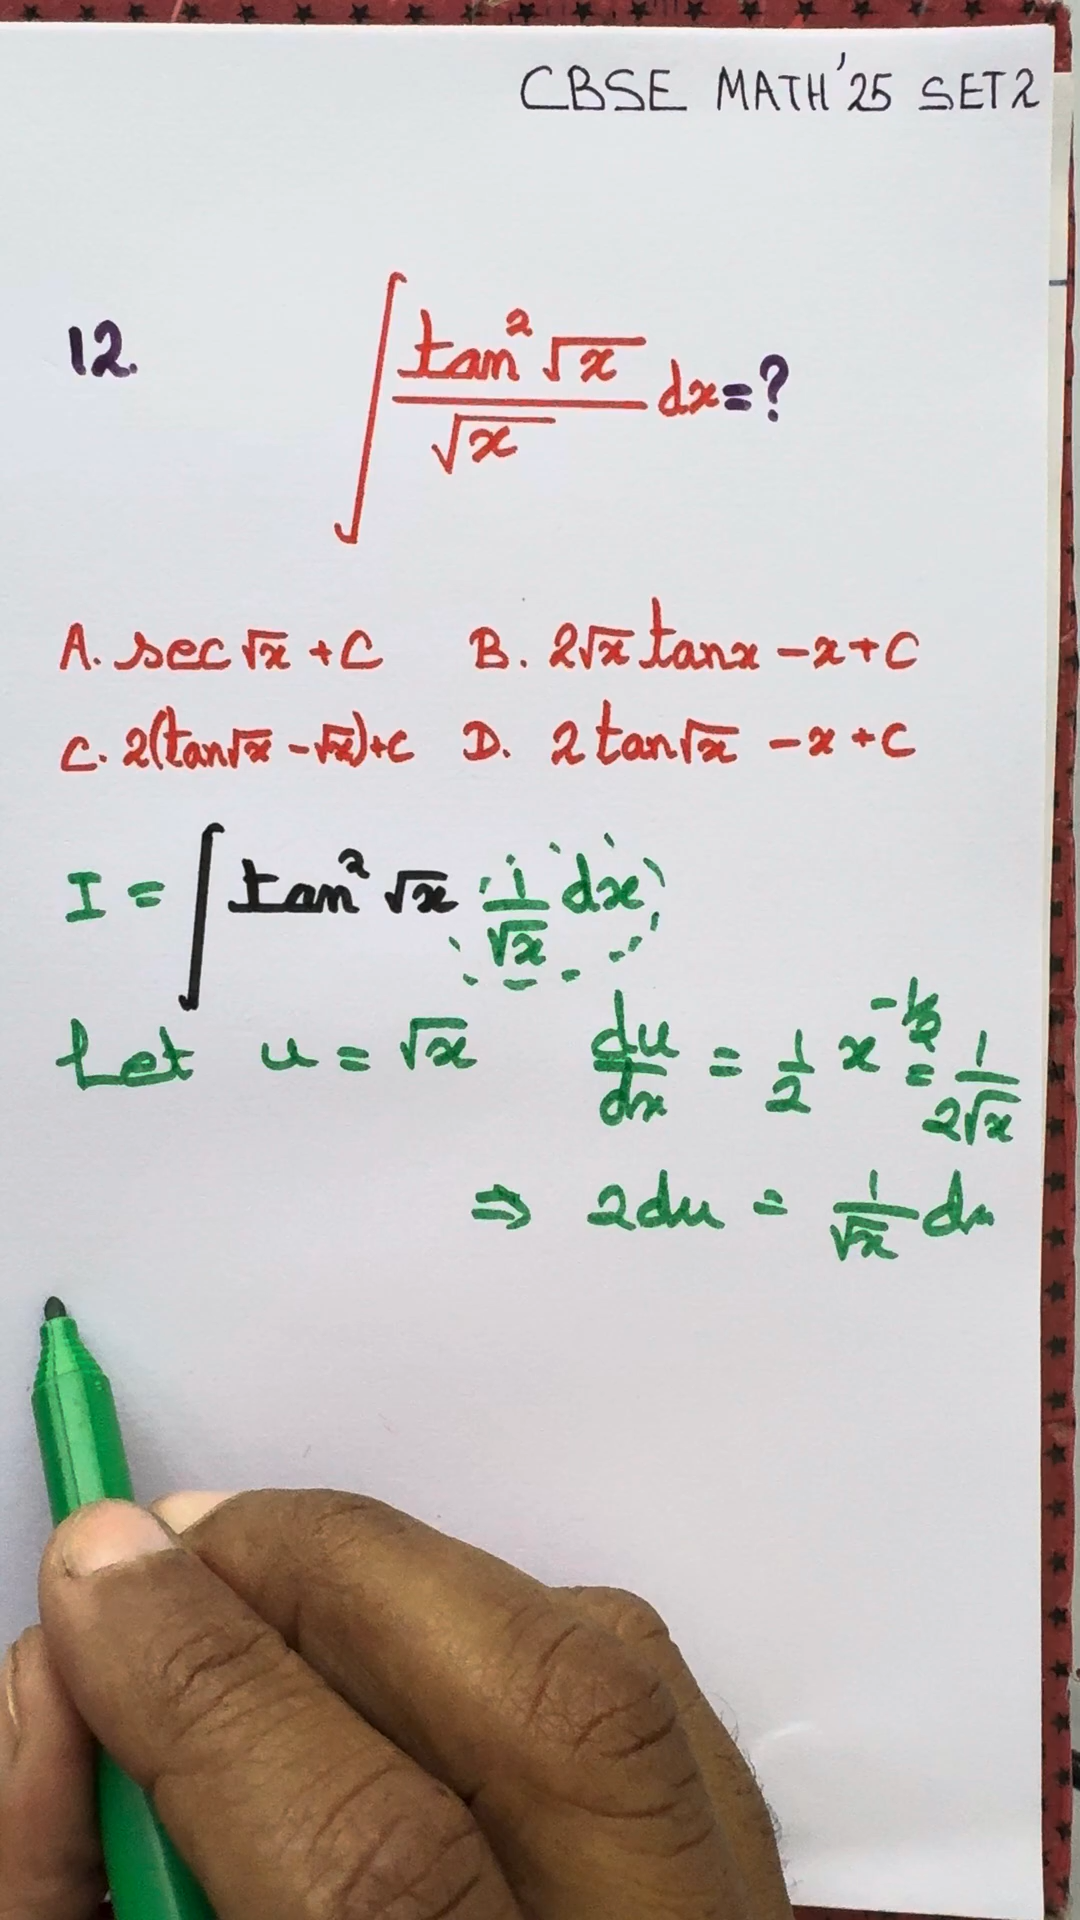 CBSE MATH'25 SET2
12. ∫ tan² √x / √x dx = ?
A. sec √x + C B. 2√x tanx - x + C
C. 2(tan√x - √x) + C D. 2 tan√x - x + C
I = ∫ tan² √x 1/√x dx
Let u = √x du/dx = 1/2 x^-1/2 = 1/2√x
⇒ 2du = 1/√x dx